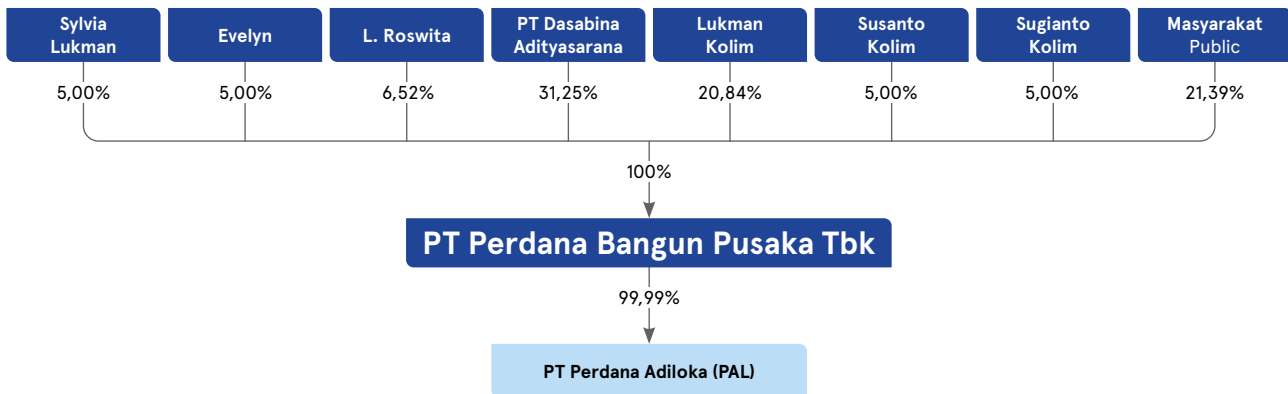 Sylvia
Lukman
Evelyn
L. Roswita
PT Dasabina
Adityasarana
Lukman
Kolim
Susanto
Kolim
Sugianto
Kolim
Masyarakat
Public
5,00%
5,00%
6,52%
31,25%
20,84%
5,00%
5,00%
21,39%
100%
PT Perdana Bangun Pusaka Tbk
99,99%
PT Perdana Adiloka (PAL)